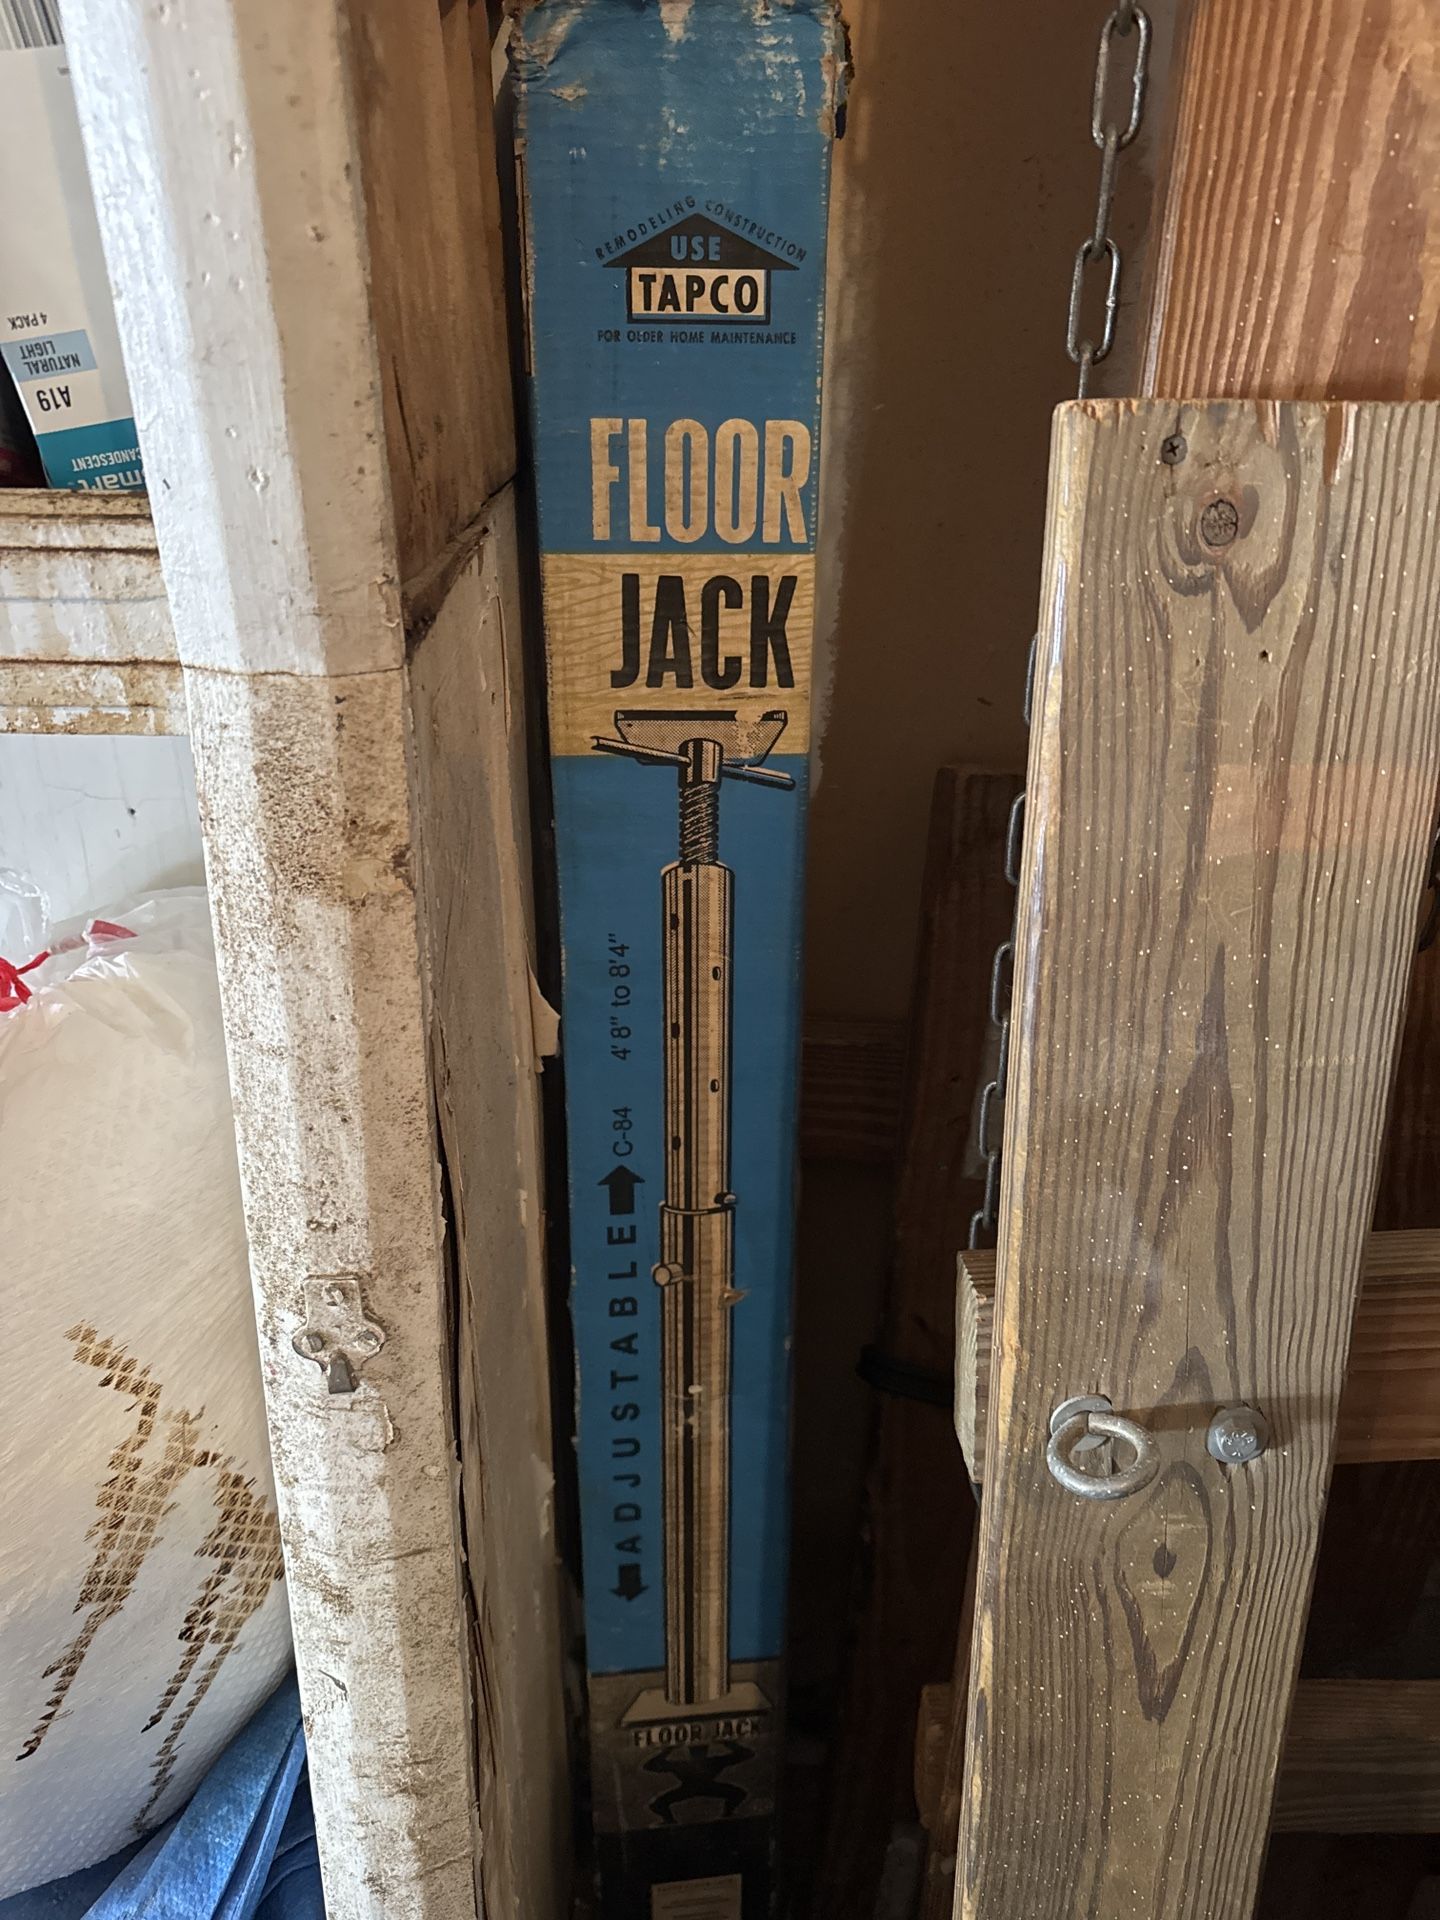 REMODELING CONSTRUCTION
USE
TAPCO
FOR OLDER HOME MAINTENANCE
FLOOR
JACK
ADJUSTABLE C-84 4'8" to 8'4"
FLOOR JACK
4 PACK
NATURAL
LIGHT
A19